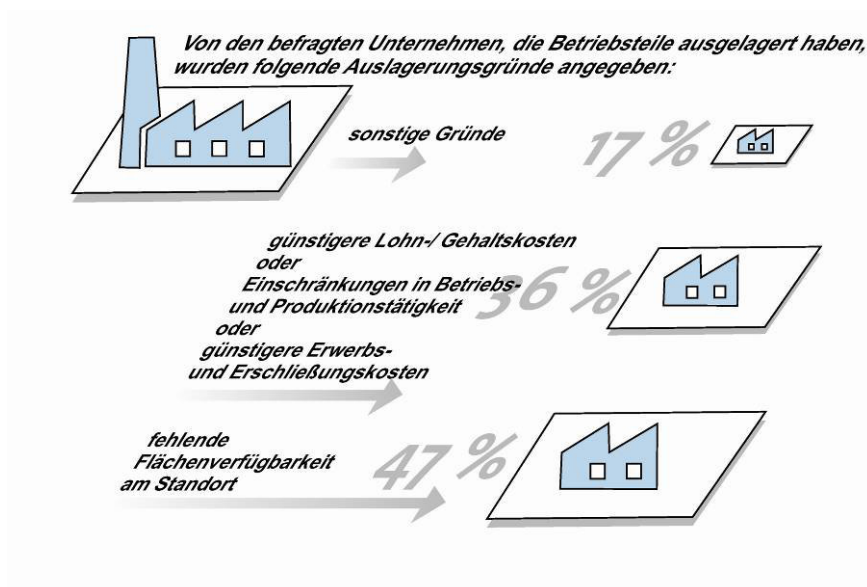 Von den befragten Unternehmen, die Betriebsteile ausgelagert haben,
wurden folgende Auslagerungsgründe angegeben:
sonstige Gründe
17 %
günstigere Lohn-/ Gehaltskosten
oder
Einschränkungen in Betriebs-
und Produktionstätigkeit
oder
günstigere Erwerbs-
und Erschließungskosten
36 %
fehlende
Flächenverfügbarkeit
am Standort
47 %